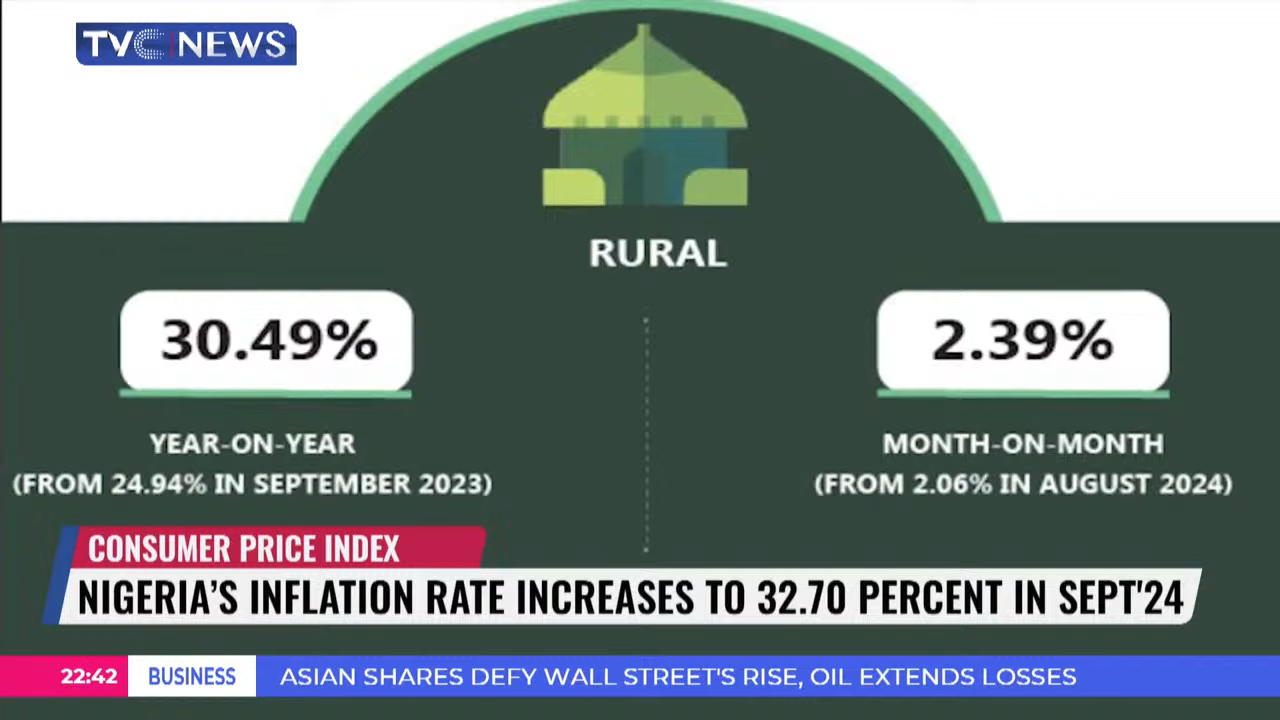 TVC NEWS
RURAL
30.49%
2.39%
YEAR-ON-YEAR
(FROM 24.94% IN SEPTEMBER 2023)
MONTH-ON-MONTH
(FROM 2.06% IN AUGUST 2024)
CONSUMER PRICE INDEX
NIGERIA'S INFLATION RATE INCREASES TO 32.70 PERCENT IN SEPT'24
22:42 BUSINESS ASIAN SHARES DEFY WALL STREET'S RISE, OIL EXTENDS LOSSES